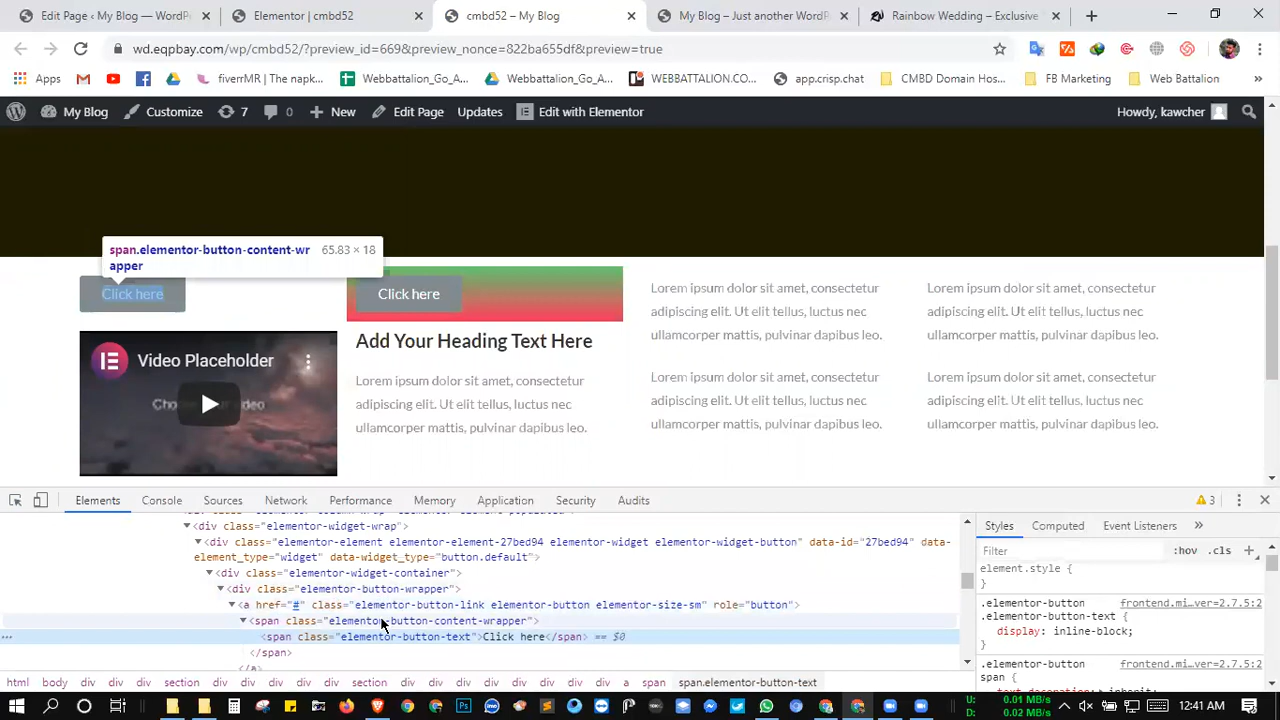 Edit Page ‹ My Blog — WordP
Elementor | cmbd52
cmbd52 – My Blog
My Blog – Just another WordP
Rainbow Wedding – Exclusive
wd.eqpbay.com/wp/cmbd52/?preview_id=669&preview_nonce=822ba655df&preview=true
Apps
fiverrMR | The napk...
Webbattalion_Go_A...
Webbattalion_Go_A...
WEBBATTALION.CO...
app.crisp.chat
CMBD Domain Hos...
FB Marketing
Web Battalion
My Blog
Customize
7
0
New
Edit Page
Updates
Edit with Elementor
Howdy, kawcher
span.elementor-button-content-wr
apper
65.83 × 18
Click here
Click here
Lorem ipsum dolor sit amet, consectetur
adipiscing elit. Ut elit tellus, luctus nec
ullamcorper mattis, pulvinar dapibus leo.
Lorem ipsum dolor sit amet, consectetur
adipiscing elit. Ut elit tellus, luctus nec
ullamcorper mattis, pulvinar dapibus leo.
Video Placeholder
Add Your Heading Text Here
Lorem ipsum dolor sit amet, consectetur
adipiscing elit. Ut elit tellus, luctus nec
ullamcorper mattis, pulvinar dapibus leo.
Lorem ipsum dolor sit amet, consectetur
adipiscing elit. Ut elit tellus, luctus nec
ullamcorper mattis, pulvinar dapibus leo.
Lorem ipsum dolor sit amet, consectetur
adipiscing elit. Ut elit tellus, luctus nec
ullamcorper mattis, pulvinar dapibus leo.
Elements
Console
Sources
Network
Performance
Memory
Application
Security
Audits
3
<div class="elementor-widget-wrap">
<div class="elementor-element elementor-element-27bed94 elementor-widget elementor-widget-button" data-id="27bed94" data-
element_type="widget" data-widget_type="button.default">
<div class="elementor-widget-container">
<div class="elementor-button-wrapper">
<a href="#" class="elementor-button-link elementor-button elementor-size-sm" role="button">
<span class="elementor-button-content-wrapper">
<span class="elementor-button-text">Click here</span> == $0
</span>
</a>
html body div div div section div div div section div div div div div div a span span.elementor-button-text
Styles
Computed
Event Listeners
Filter
:hov .cls
element.style {
}
.elementor-button frontend.mi…ver=2.7.5:2
.elementor-button-text {
display: inline-block;
}
.elementor-button frontend.mi…ver=2.7.5:2
span {
text-decoration: inherit;
U: 0.01 MB/s
D: 0.02 MB/s
12:41 AM